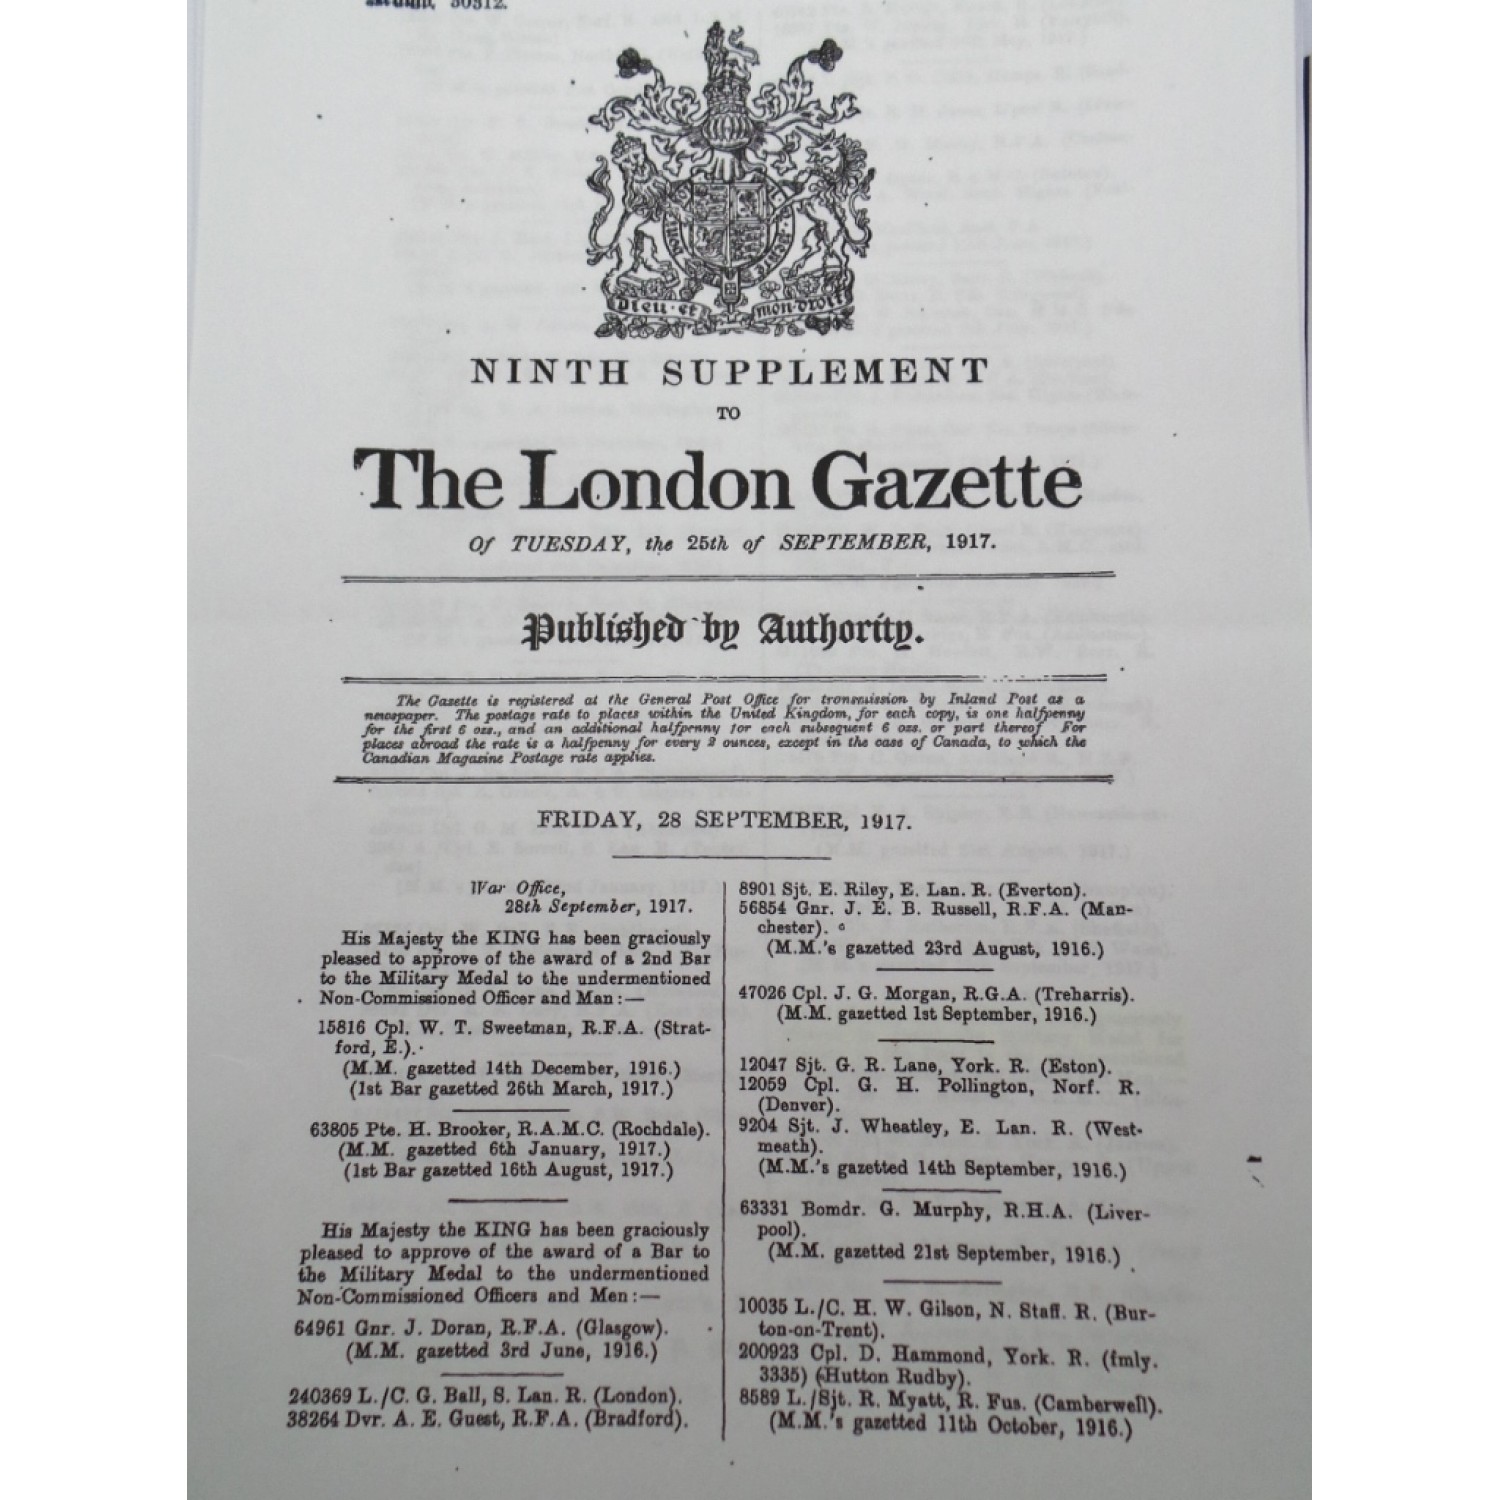 30312.
DIEU · ET MON · DROIT
NINTH SUPPLEMENT
TO
The London Gazette
Of TUESDAY, the 25th of SEPTEMBER, 1917.
Published by Authority.
The Gazette is registered at the General Post Office for transmission by Inland Post as a
newspaper. The postage rate to places within the United Kingdom, for each copy, is one halfpenny
for the first 6 ozs., and an additional halfpenny for each subsequent 6 ozs. or part thereof. For
places abroad the rate is a halfpenny for every 2 ounces, except in the case of Canada, to which the
Canadian Magazine Postage rate applies.
FRIDAY, 28 SEPTEMBER, 1917.
War Office,
28th September, 1917.
His Majesty the KING has been graciously
pleased to approve of the award of a 2nd Bar
to the Military Medal to the undermentioned
Non-Commissioned Officer and Man:—
15816 Cpl. W. T. Sweetman, R.F.A. (Strat-
ford, E.).
(M.M. gazetted 14th December, 1916.)
(1st Bar gazetted 26th March, 1917.)
63805 Pte. H. Brooker, R.A.M.C. (Rochdale).
(M.M. gazetted 6th January, 1917.)
(1st Bar gazetted 16th August, 1917.)
His Majesty the KING has been graciously
pleased to approve of the award of a Bar to
the Military Medal to the undermentioned
Non-Commissioned Officers and Men:—
64961 Gnr. J. Doran, R.F.A. (Glasgow).
(M.M. gazetted 3rd June, 1916.)
240369 L./C. G. Ball, S. Lan. R. (London).
38264 Dvr. A. E. Guest, R.F.A. (Bradford).
8901 Sjt. E. Riley, E. Lan. R. (Everton).
56854 Gnr. J. E. B. Russell, R.F.A. (Man-
chester).
(M.M.'s gazetted 23rd August, 1916.)
47026 Cpl. J. G. Morgan, R.G.A. (Treharris).
(M.M. gazetted 1st September, 1916.)
12047 Sjt. G. R. Lane, York. R. (Eston).
12059 Cpl. G. H. Pollington, Norf. R.
(Denver).
9204 Sjt. J. Wheatley, E. Lan. R. (West-
meath).
(M.M.'s gazetted 14th September, 1916.)
63331 Bomdr. G. Murphy, R.H.A. (Liver-
pool).
(M.M. gazetted 21st September, 1916.)
10035 L./C. H. W. Gilson, N. Staff. R. (Bur-
ton-on-Trent).
200923 Cpl. D. Hammond, York. R. (fmly.
3335) (Hutton Rudby).
8589 L./Sjt. R. Myatt, R. Fus. (Camberwell).
(M.M.'s gazetted 11th October, 1916.)